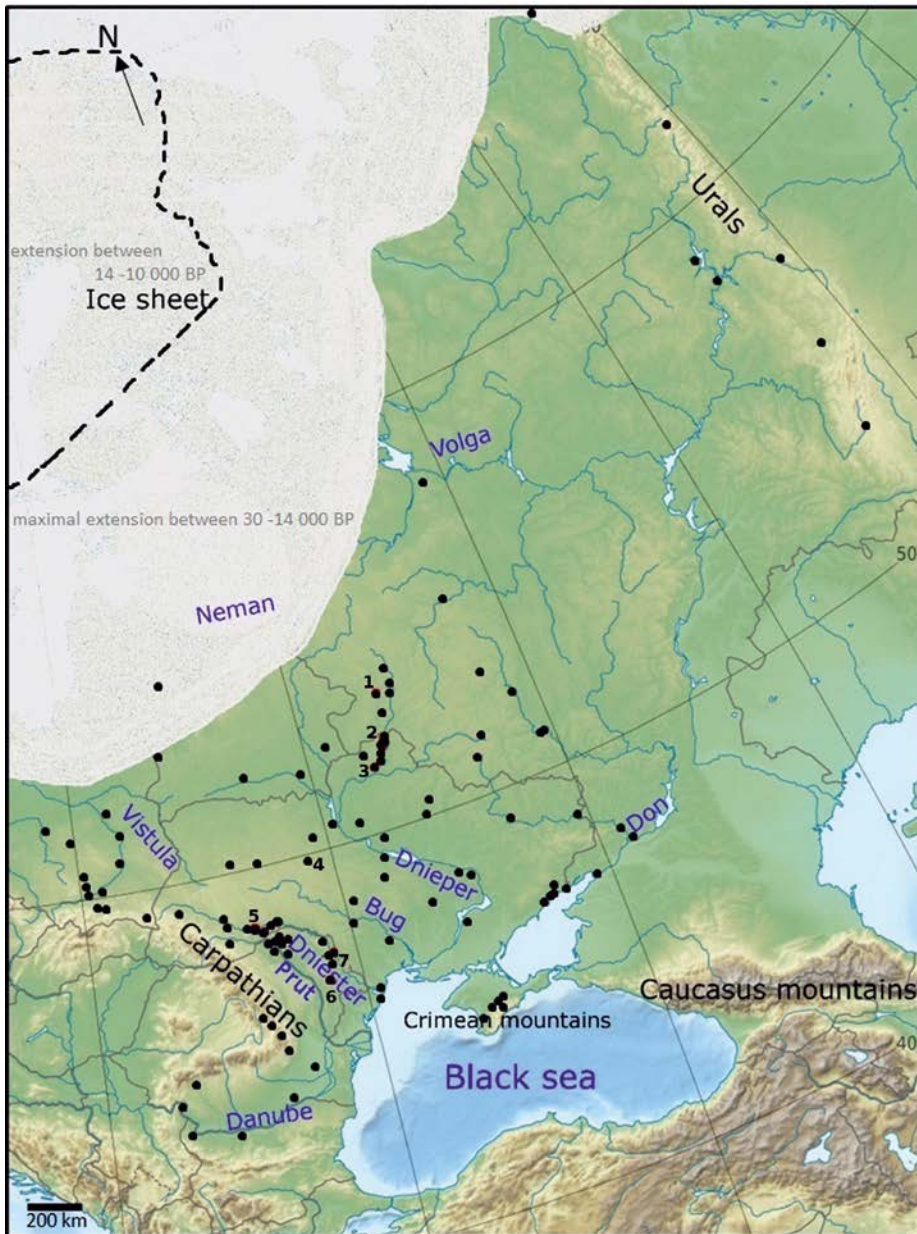 N
60
Urals
extension between
14 -10 000 BP
Ice sheet
Volga
maximal extension between 30 -14 000 BP
50
Neman
1
2
3
Vistula
Don
4
Dnieper
5
Bug
Carpathians
Dniester
7
Prut
6
Caucasus mountains
Crimean mountains
40
Black sea
Danube
200 km